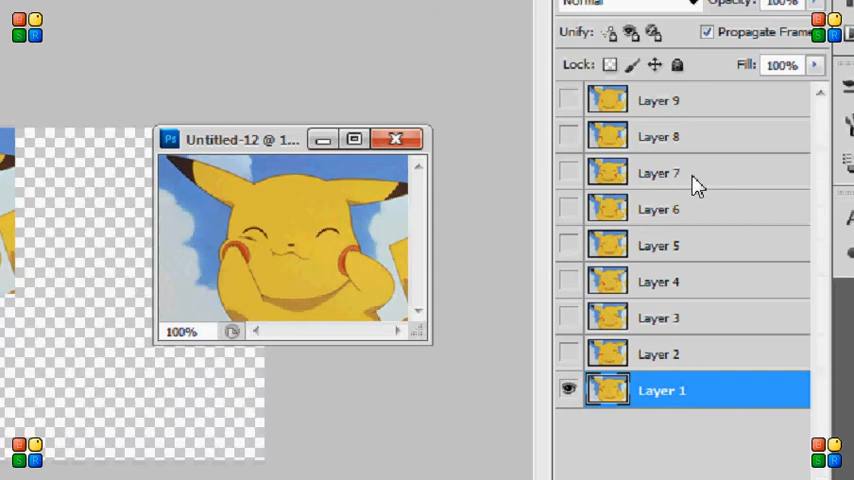 Normal
Opacity: 100%
Unify:
Propagate Frame
Lock:
Fill: 100%
Layer 9
Layer 8
Ps Untitled-12 @ 1...
Layer 7
Layer 6
Layer 5
Layer 4
Layer 3
100%
Layer 2
Layer 1